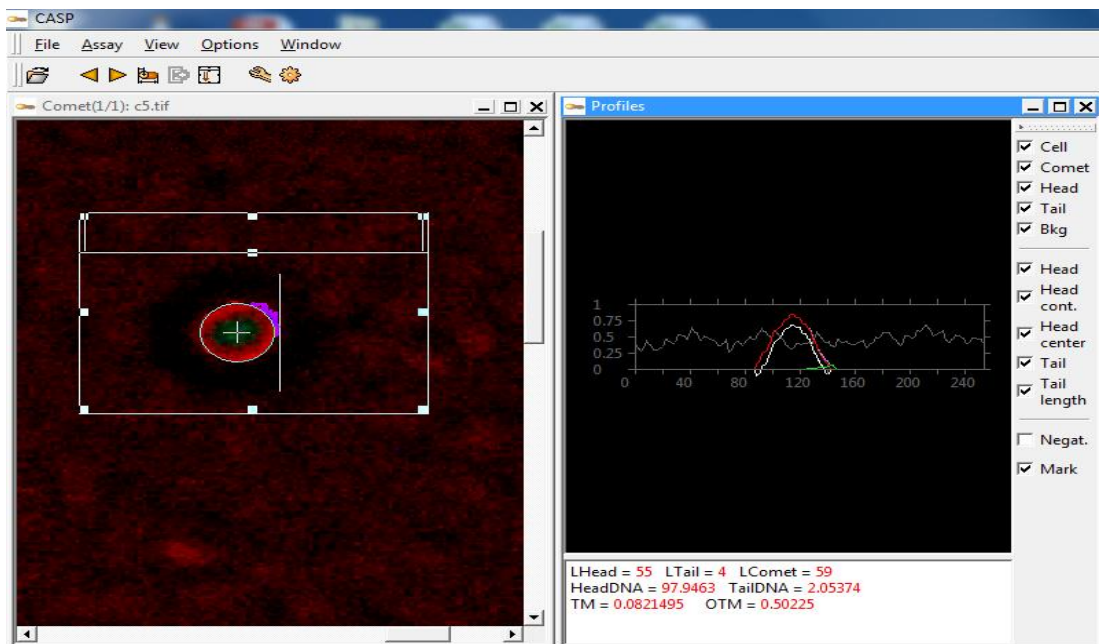 CASP
File Assay View Options Window
Comet(1/1): c5.tif
Profiles
Cell
Comet
Head
Tail
Bkg
Head
Head
cont.
Head
center
Tail
Tail
length
Negat.
Mark
1
0.75
0.5
0.25
0
0 40 80 120 160 200 240
LHead = 55 LTail = 4 LComet = 59
HeadDNA = 97.9463 TailDNA = 2.05374
TM = 0.0821495 OTM = 0.50225